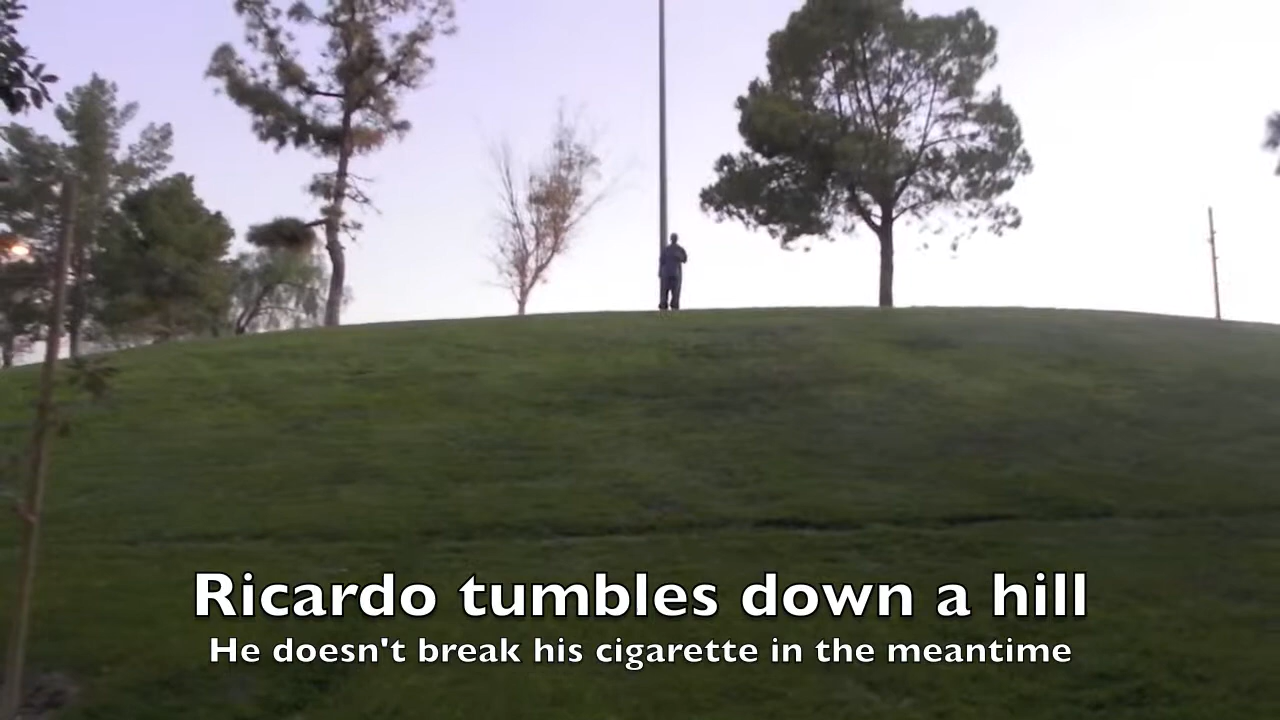 Ricardo tumbles down a hill
He doesn't break his cigarette in the meantime